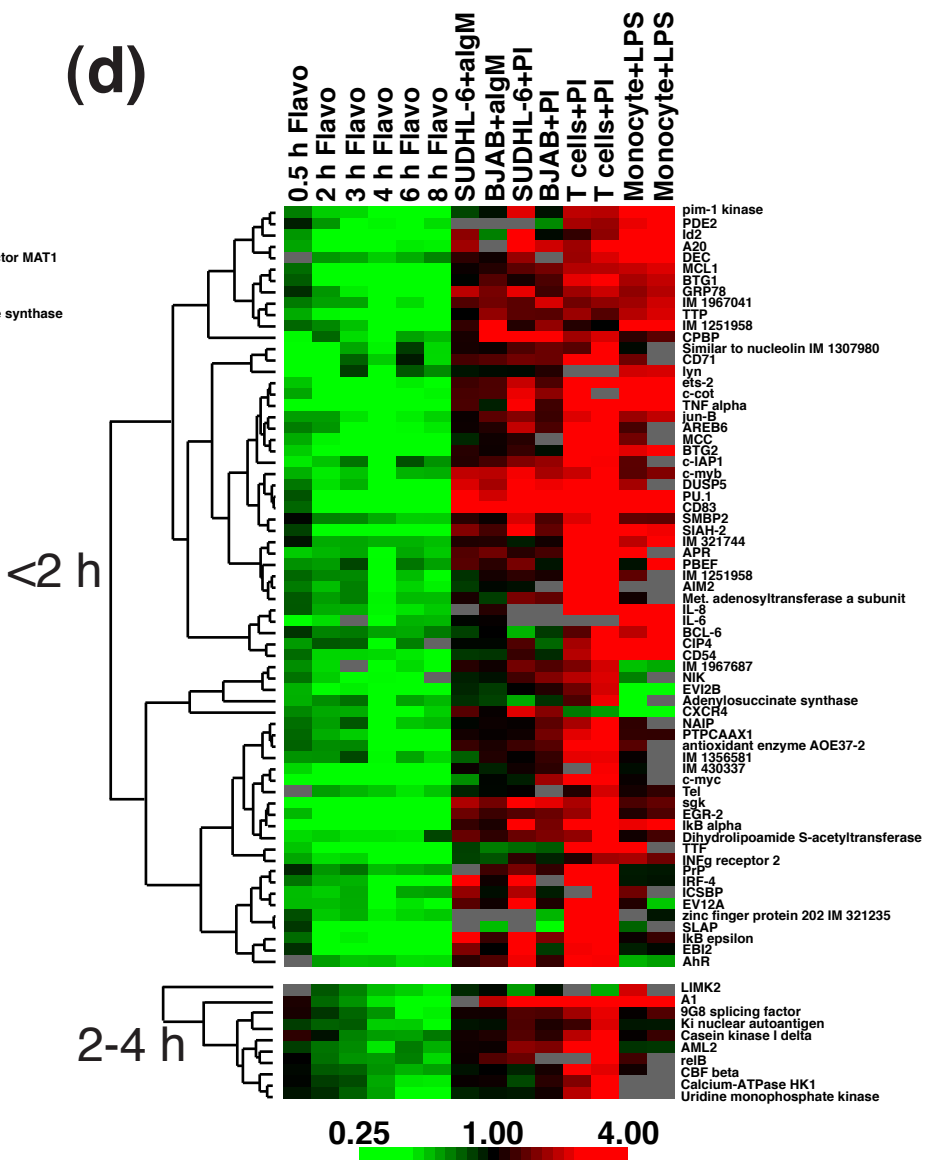 (d)
0.5 h Flavo
2 h Flavo
3 h Flavo
4 h Flavo
6 h Flavo
8 h Flavo
SUDHL-6+aIgM
BJAB+aIgM
SUDHL-6+PI
BJAB+PI
T cells+PI
T cells+PI
Monocyte+LPS
Monocyte+LPS
tor MAT1
synthase
<2 h
pim-1 kinase
PDE2
Id2
A20
DEC
MCL1
BTG1
GRP78
IM 1967041
TTP
IM 1251958
CPBP
Similar to nucleolin IM 1307980
CD71
lyn
ets-2
c-cot
TNF alpha
jun-B
AREB6
MCC
BTG2
c-IAP1
c-myb
DUSP5
PU.1
CD83
SMBP2
SIAH-2
IM 321744
APR
PBEF
IM 1251958
AIM2
Met. adenosyltransferase a subunit
IL-8
IL-6
BCL-6
CIP4
CD54
IM 1967687
NIK
EVI2B
Adenylosuccinate synthase
CXCR4
NAIP
PTPCAAX1
antioxidant enzyme AOE37-2
IM 1356581
IM 430337
c-myc
Tel
sgk
EGR-2
IkB alpha
Dihydrolipoamide S-acetyltransferase
TTF
INFg receptor 2
PrP
IRF-4
ICSBP
EV12A
zinc finger protein 202 IM 321235
SLAP
IkB epsilon
EBI2
AhR
2-4 h
LIMK2
A1
9G8 splicing factor
Ki nuclear autoantigen
Casein kinase I delta
AML2
relB
CBF beta
Calcium-ATPase HK1
Uridine monophosphate kinase
0.25 1.00 4.00